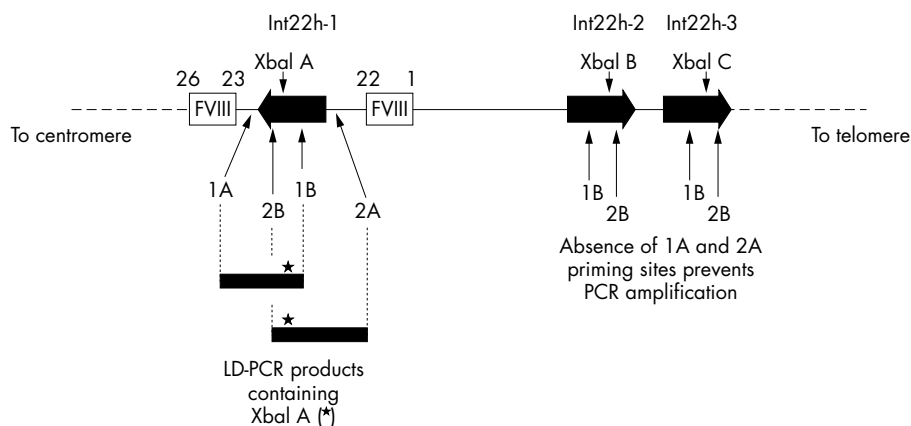 Int22h-1 Int22h-2 Int22h-3
XbaI A XbaI B XbaI C
26 23 22 1
FVIII FVIII
To centromere To telomere
1A 1B 1B 1B
2B 2A 2B 2B
Absence of 1A and 2A
priming sites prevents
PCR amplification
LD-PCR products
containing
XbaI A (★)